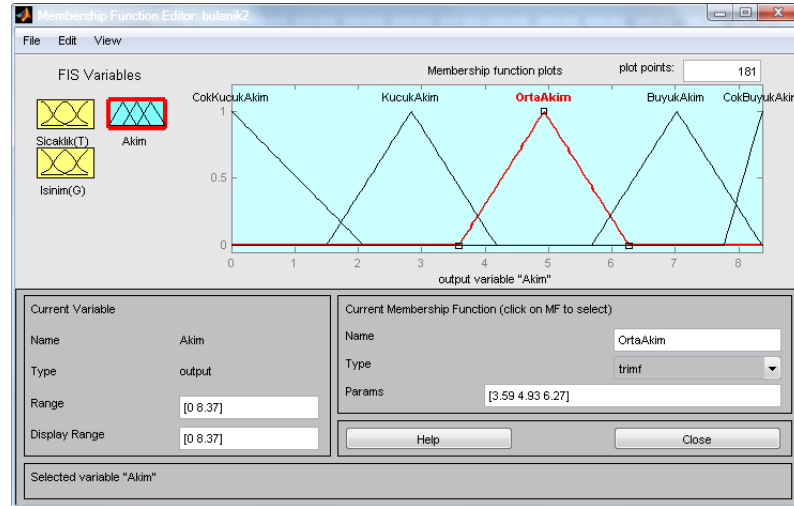 Membership Function Editor: bulanik2
File Edit View
FIS Variables
Membership function plots
plot points: 181
Sicaklik(T)
Akim
Isinim(G)
CokKucukAkim KucukAkim OrtaAkim BuyukAkim CokBuyukAkim
1
0.5
0
0 1 2 3 4 5 6 7 8
output variable "Akim"
Current Variable
Name Akim
Type output
Range [0 8.37]
Display Range [0 8.37]
Current Membership Function (click on MF to select)
Name OrtaAkim
Type trimf
Params [3.59 4.93 6.27]
Help Close
Selected variable "Akim"